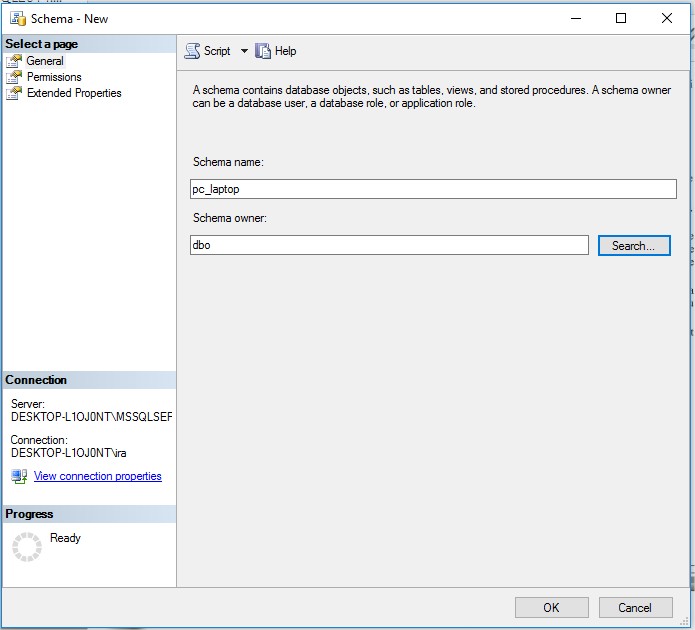 Schema - New
Select a page
General
Permissions
Extended Properties
Script
Help
A schema contains database objects, such as tables, views, and stored procedures. A schema owner
can be a database user, a database role, or application role.
Schema name:
pc_laptop
Schema owner:
dbo
Search...
Connection
Server:
DESKTOP-L1OJ0NT\MSSQLSER
Connection:
DESKTOP-L1OJ0NT\ira
View connection properties
Progress
Ready
OK
Cancel